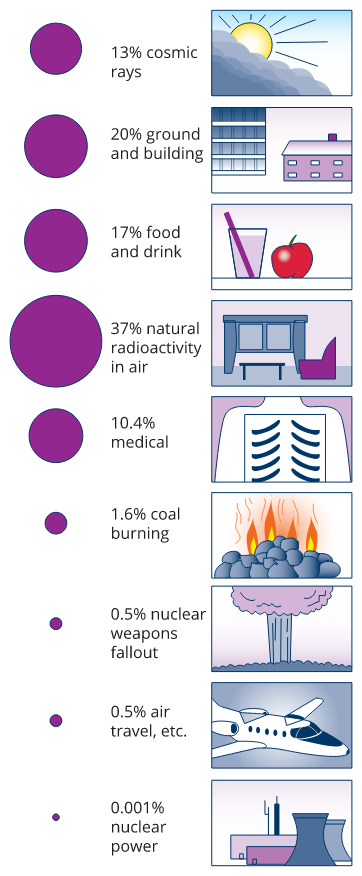 13% cosmic
rays
20% ground
and building
17% food
and drink
37% natural
radioactivity
in air
10.4%
medical
1.6% coal
burning
0.5% nuclear
weapons
fallout
0.5% air
travel, etc.
0.001%
nuclear
power